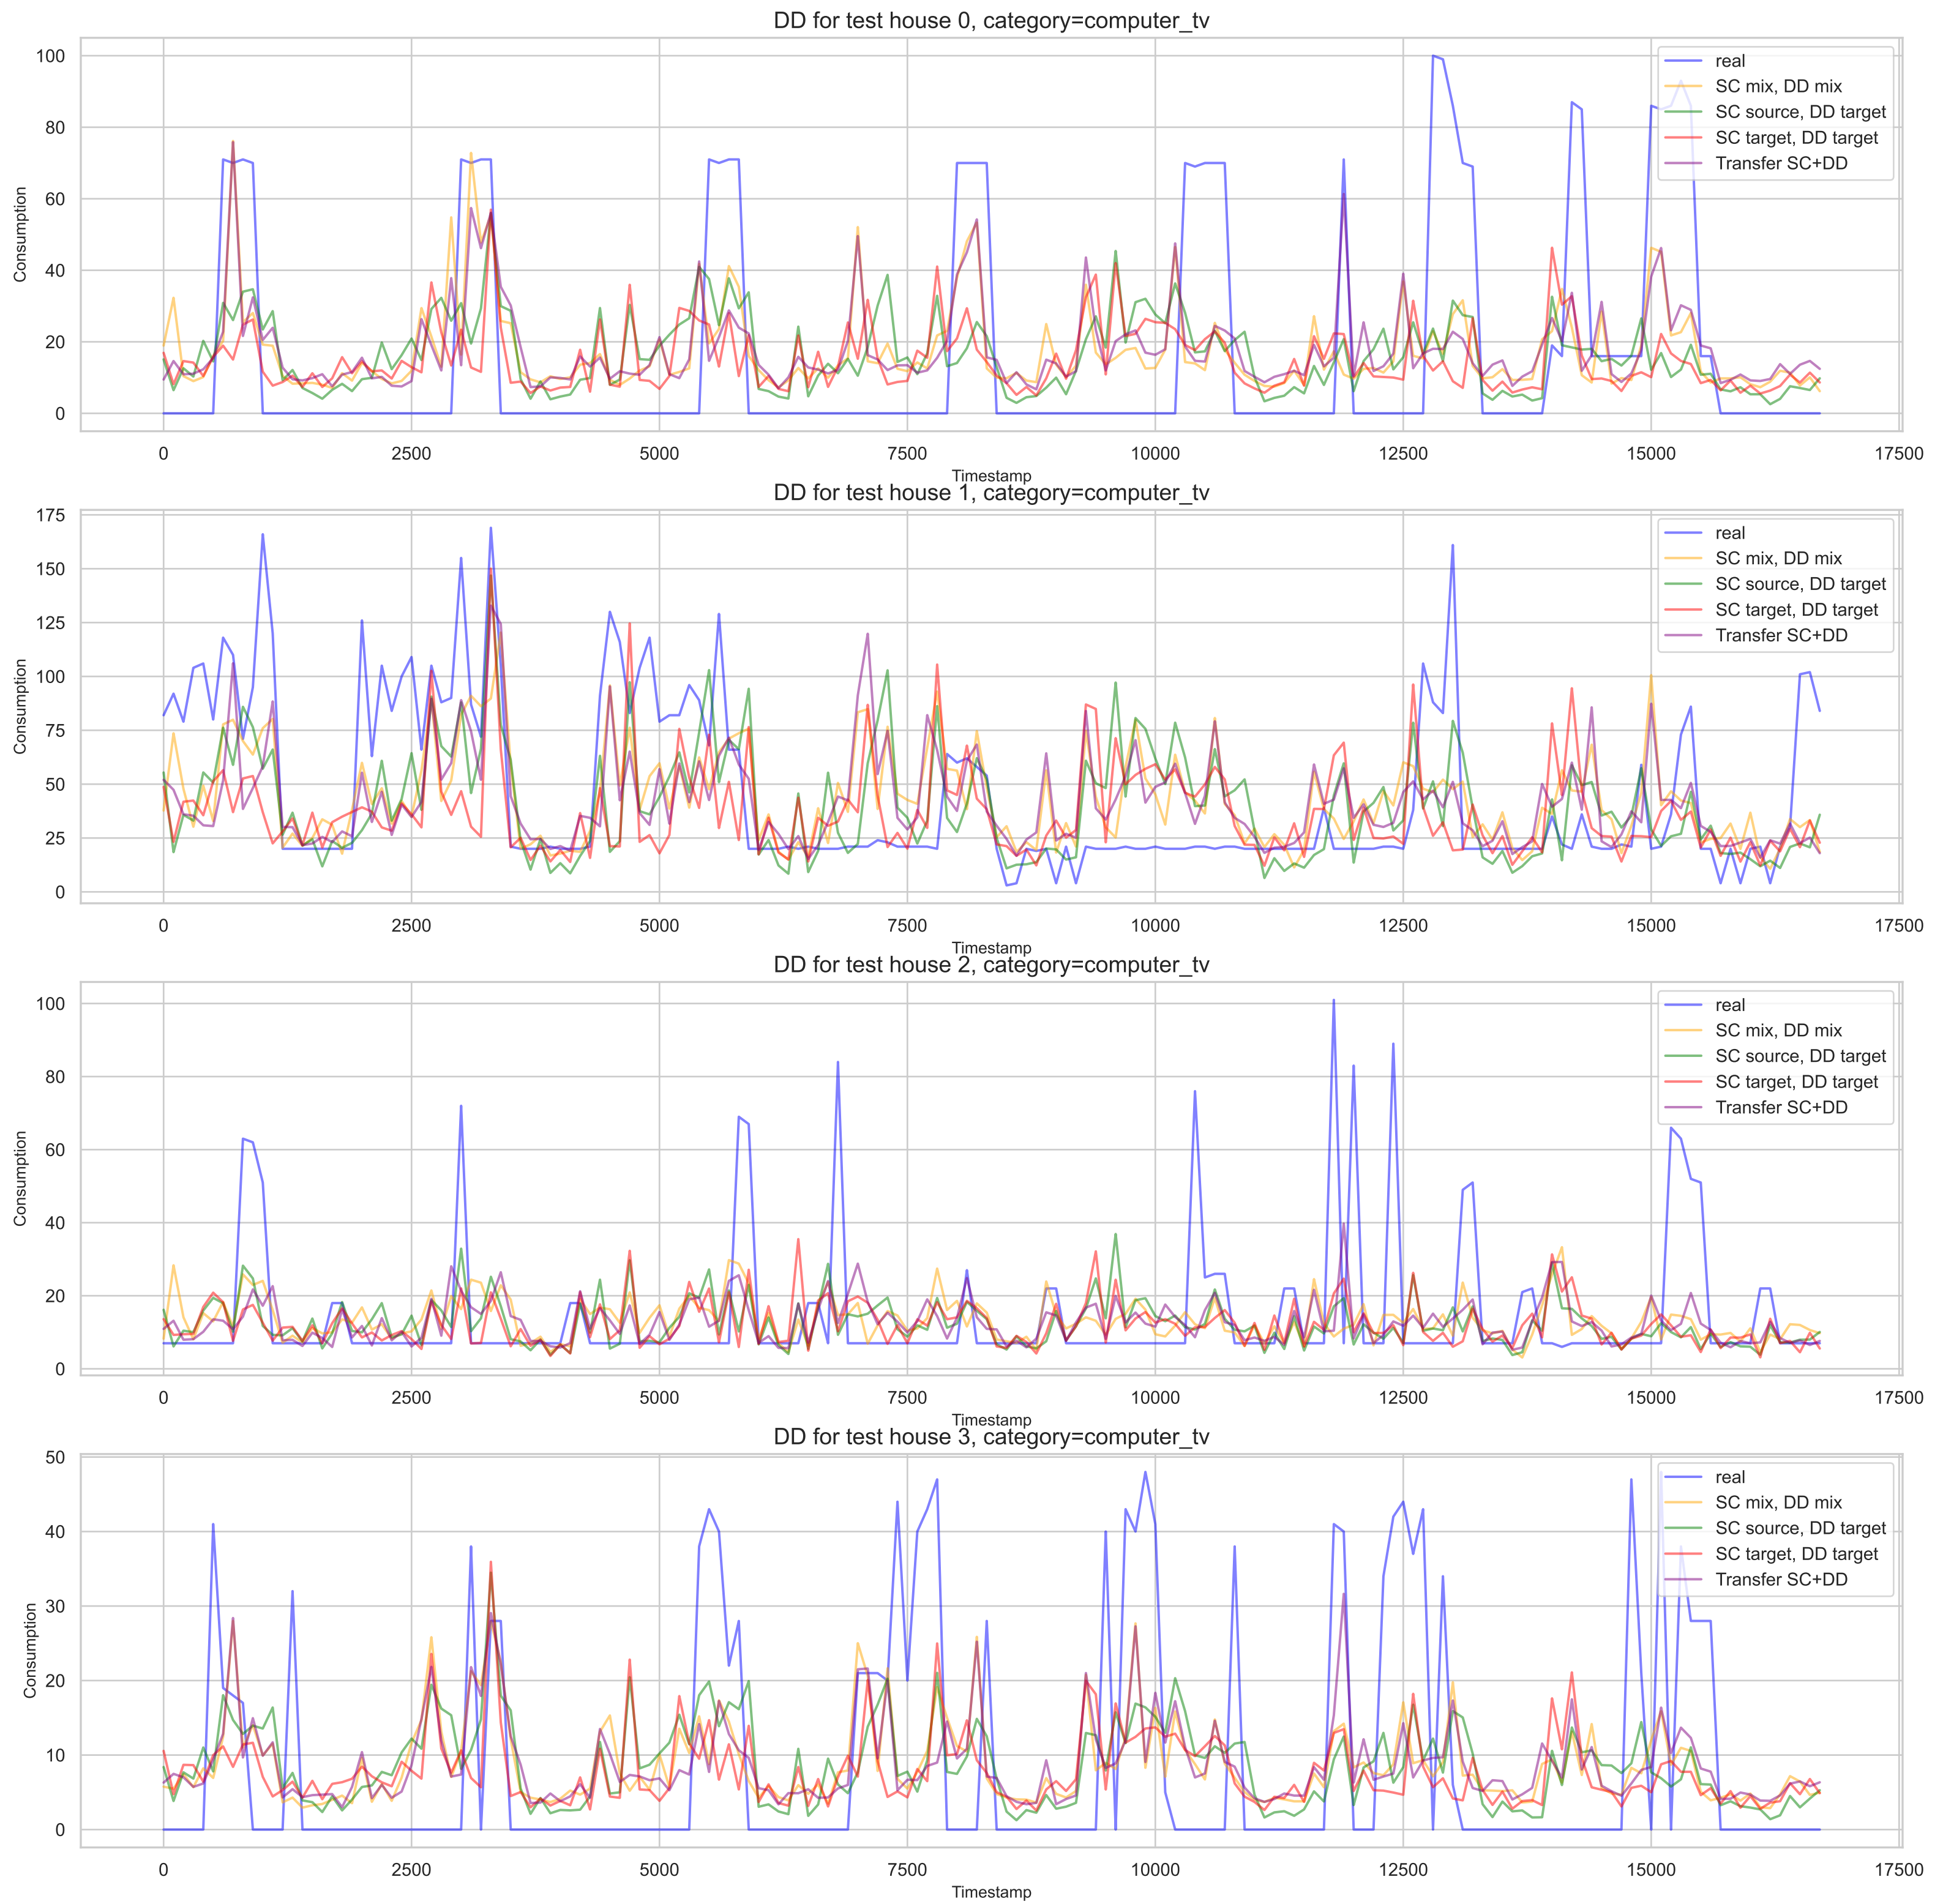 DD for test house 0, category=computer_tv
100
80
60
40
20
0
Consumption
real
SC mix, DD mix
SC source, DD target
SC target, DD target
Transfer SC+DD
0 2500 5000 7500 10000 12500 15000 17500
Timestamp
DD for test house 1, category=computer_tv
175
150
125
100
75
50
25
0
Consumption
real
SC mix, DD mix
SC source, DD target
SC target, DD target
Transfer SC+DD
0 2500 5000 7500 10000 12500 15000 17500
Timestamp
DD for test house 2, category=computer_tv
100
80
60
40
20
0
Consumption
real
SC mix, DD mix
SC source, DD target
SC target, DD target
Transfer SC+DD
0 2500 5000 7500 10000 12500 15000 17500
Timestamp
DD for test house 3, category=computer_tv
50
40
30
20
10
0
Consumption
real
SC mix, DD mix
SC source, DD target
SC target, DD target
Transfer SC+DD
0 2500 5000 7500 10000 12500 15000 17500
Timestamp